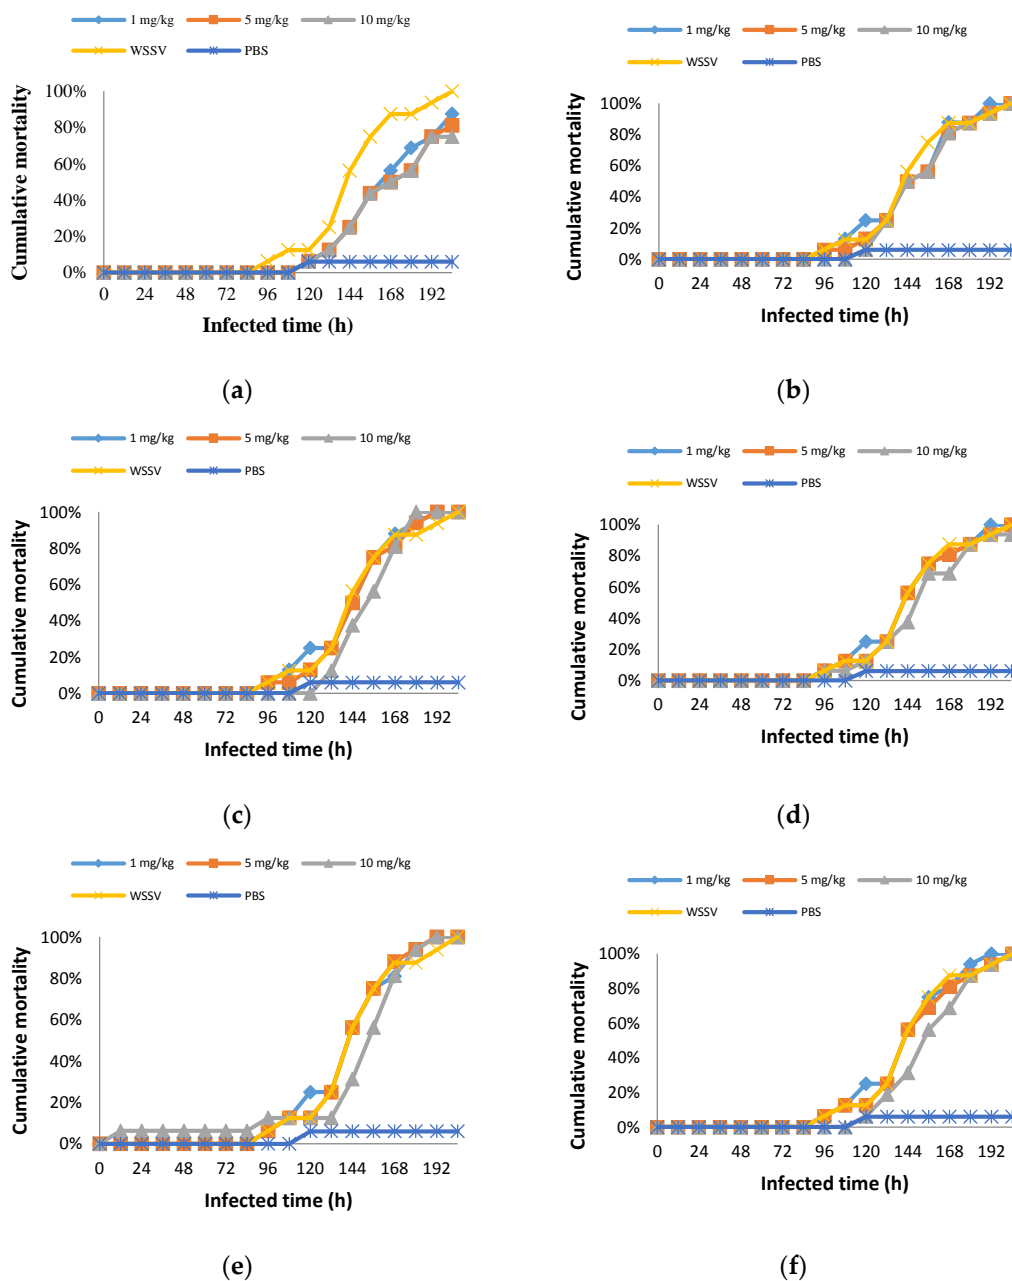 1 mg/kg 5 mg/kg 10 mg/kg
WSSV PBS
Cumulative mortality
100%
80%
60%
40%
20%
0%
0 24 48 72 96 120 144 168 192
Infected time (h)
(a)
1 mg/kg 5 mg/kg 10 mg/kg
WSSV PBS
Cumulative mortality
100%
80%
60%
40%
20%
0%
0 24 48 72 96 120 144 168 192
Infected time (h)
(b)
1 mg/kg 5 mg/kg 10 mg/kg
WSSV PBS
Cumulative mortality
100%
80%
60%
40%
20%
0%
0 24 48 72 96 120 144 168 192
Infected time (h)
(c)
1 mg/kg 5 mg/kg 10 mg/kg
WSSV PBS
Cumulative mortality
100%
80%
60%
40%
20%
0%
0 24 48 72 96 120 144 168 192
Infected time (h)
(d)
1 mg/kg 5 mg/kg 10 mg/kg
WSSV PBS
Cumulative mortality
100%
80%
60%
40%
20%
0%
0 24 48 72 96 120 144 168 192
Infected time (h)
(e)
1 mg/kg 5 mg/kg 10 mg/kg
WSSV PBS
Cumulative mortality
100%
80%
60%
40%
20%
0%
0 24 48 72 96 120 144 168 192
Infected time (h)
(f)